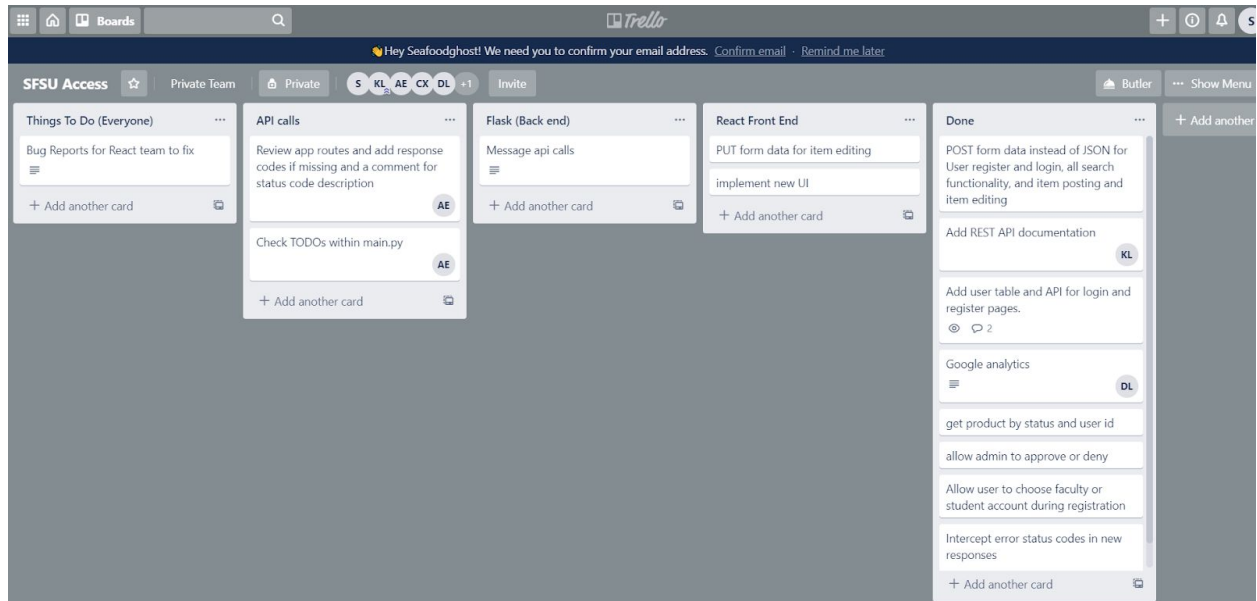 Boards
Trello
S
👋Hey Seafoodghost! We need you to confirm your email address. Confirm email · Remind me later
SFSU Access
Private Team
Private
S KL AE CX DL +1
Invite
Butler
... Show Menu
Things To Do (Everyone) ...
Bug Reports for React team to fix
+ Add another card
API calls ...
Review app routes and add response
codes if missing and a comment for
status code description
AE
Check TODOs within main.py
AE
+ Add another card
Flask (Back end) ...
Message api calls
+ Add another card
React Front End ...
PUT form data for item editing
implement new UI
+ Add another card
Done ...
POST form data instead of JSON for
User register and login, all search
functionality, and item posting and
item editing
Add REST API documentation
KL
Add user table and API for login and
register pages.
2
Google analytics
DL
get product by status and user id
allow admin to approve or deny
Allow user to choose faculty or
student account during registration
Intercept error status codes in new
responses
+ Add another card
+ Add another